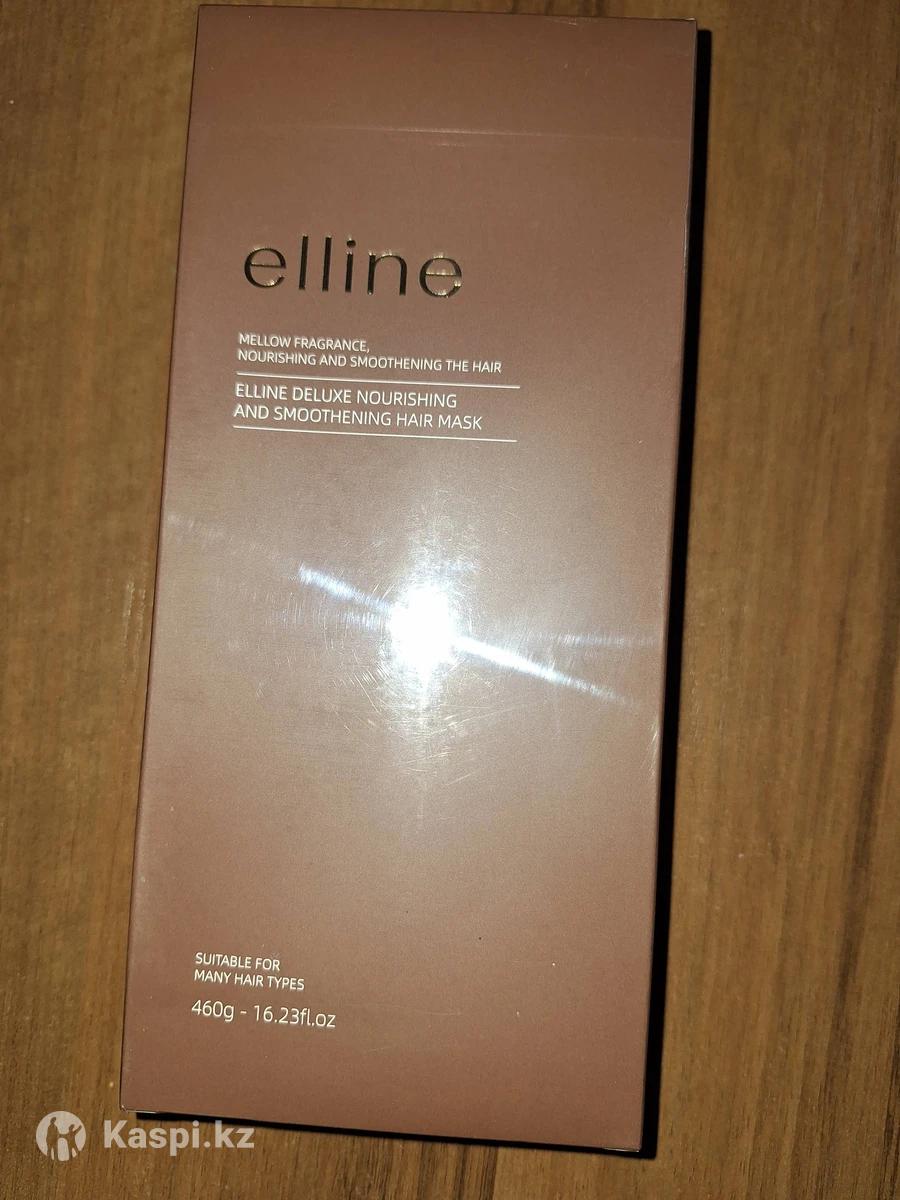 elline
MELLOW FRAGRANCE,
NOURISHING AND SMOOTHENING THE HAIR
ELLINE DELUXE NOURISHING
AND SMOOTHENING HAIR MASK
SUITABLE FOR
MANY HAIR TYPES
460g - 16.23fl.oz
Kaspi.kz